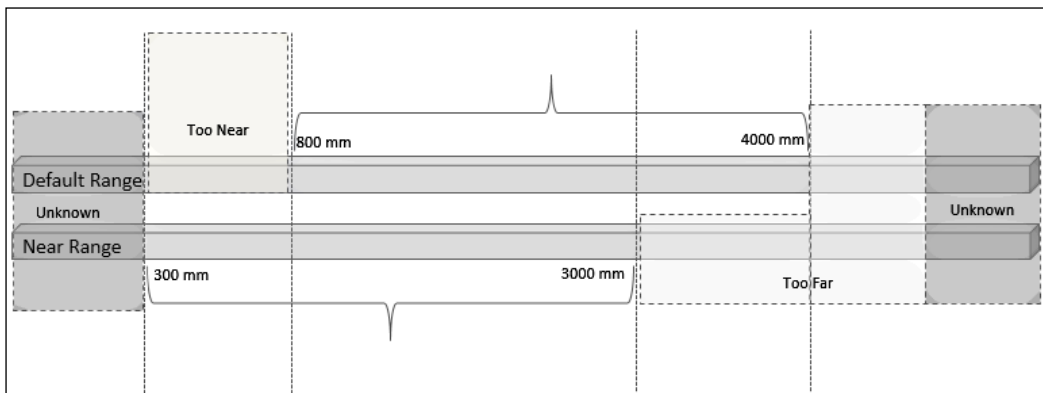 Too Near
800 mm
4000 mm
Default Range
Unknown
Unknown
Near Range
300 mm
3000 mm
Too Far